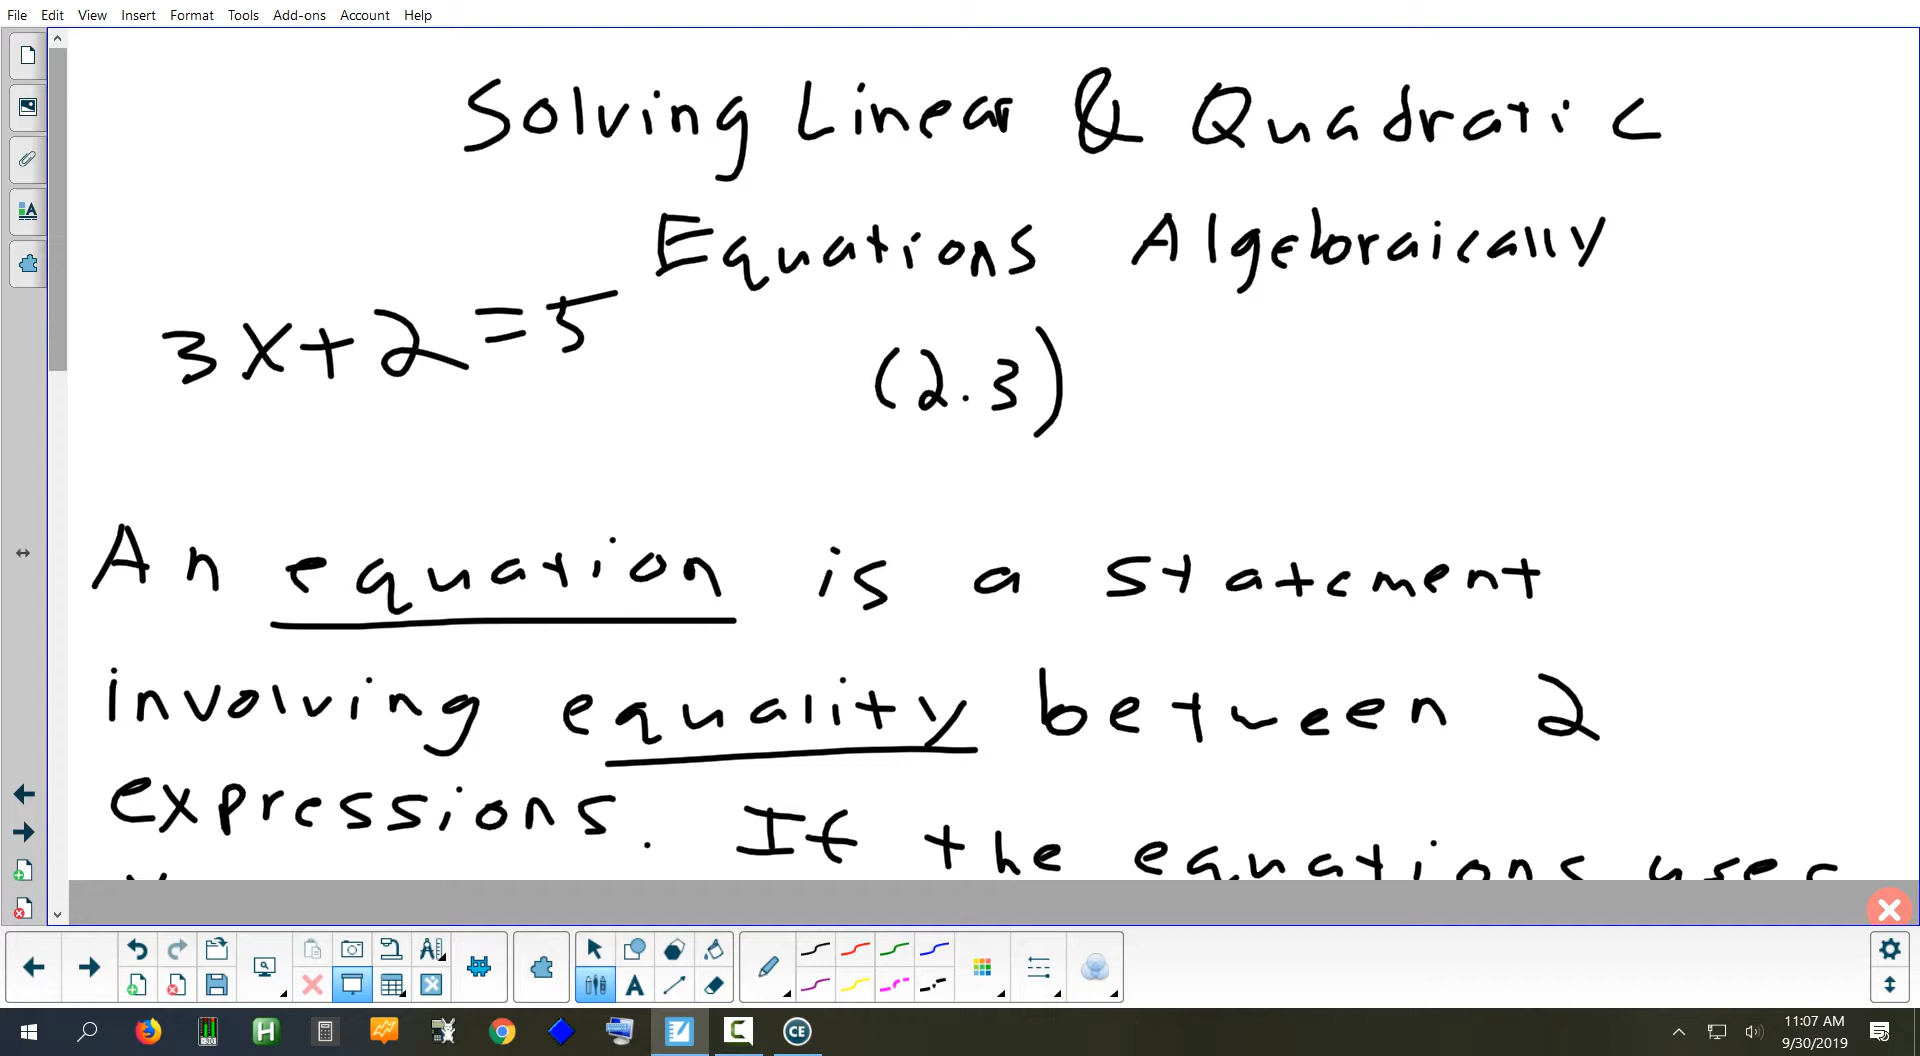 File Edit View Insert Format Tools Add-ons Account Help
Solving Linear & Quadratic
Equations Algebraically
3x+2=5
(2.3)
An equation is a statement
involving equality between 2
expressions. If the equations uses
11:07 AM
9/30/2019